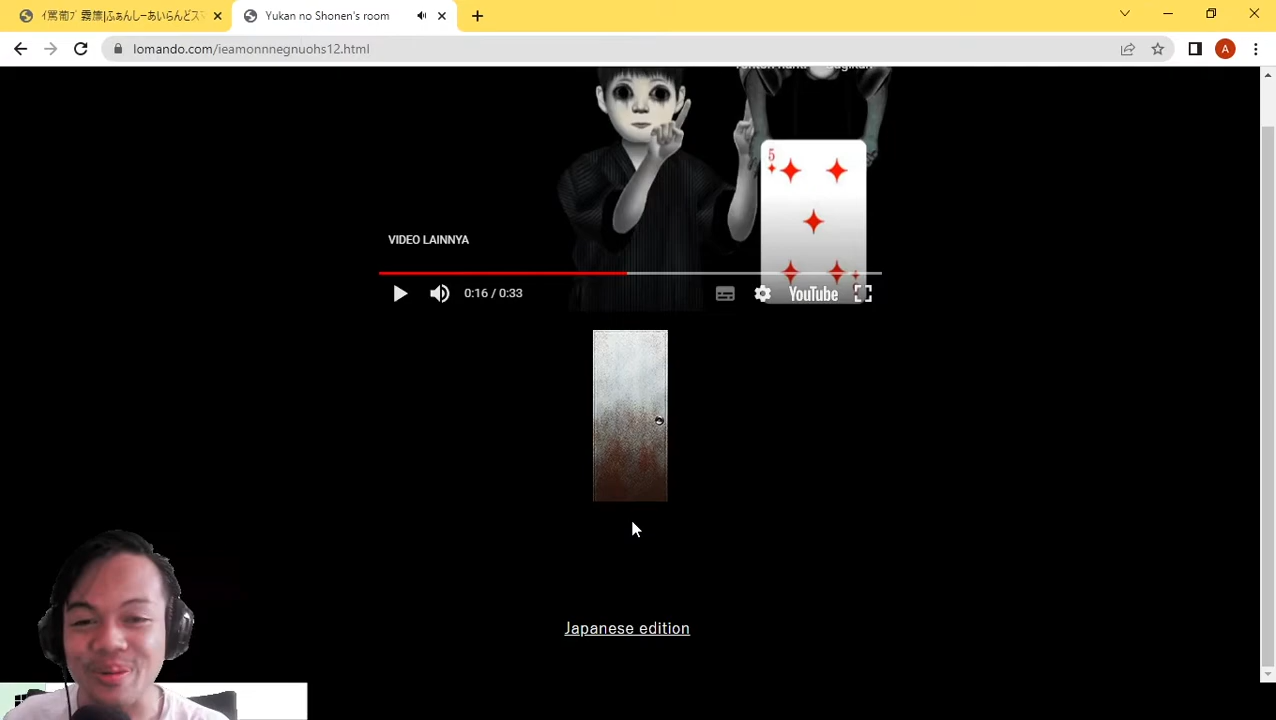 Yukan no Shonen's room
A
lomando.com/ieamonnnegnuohs12.html
5
VIDEO LAINNYA
0:16 / 0:33
YouTube
Japanese edition